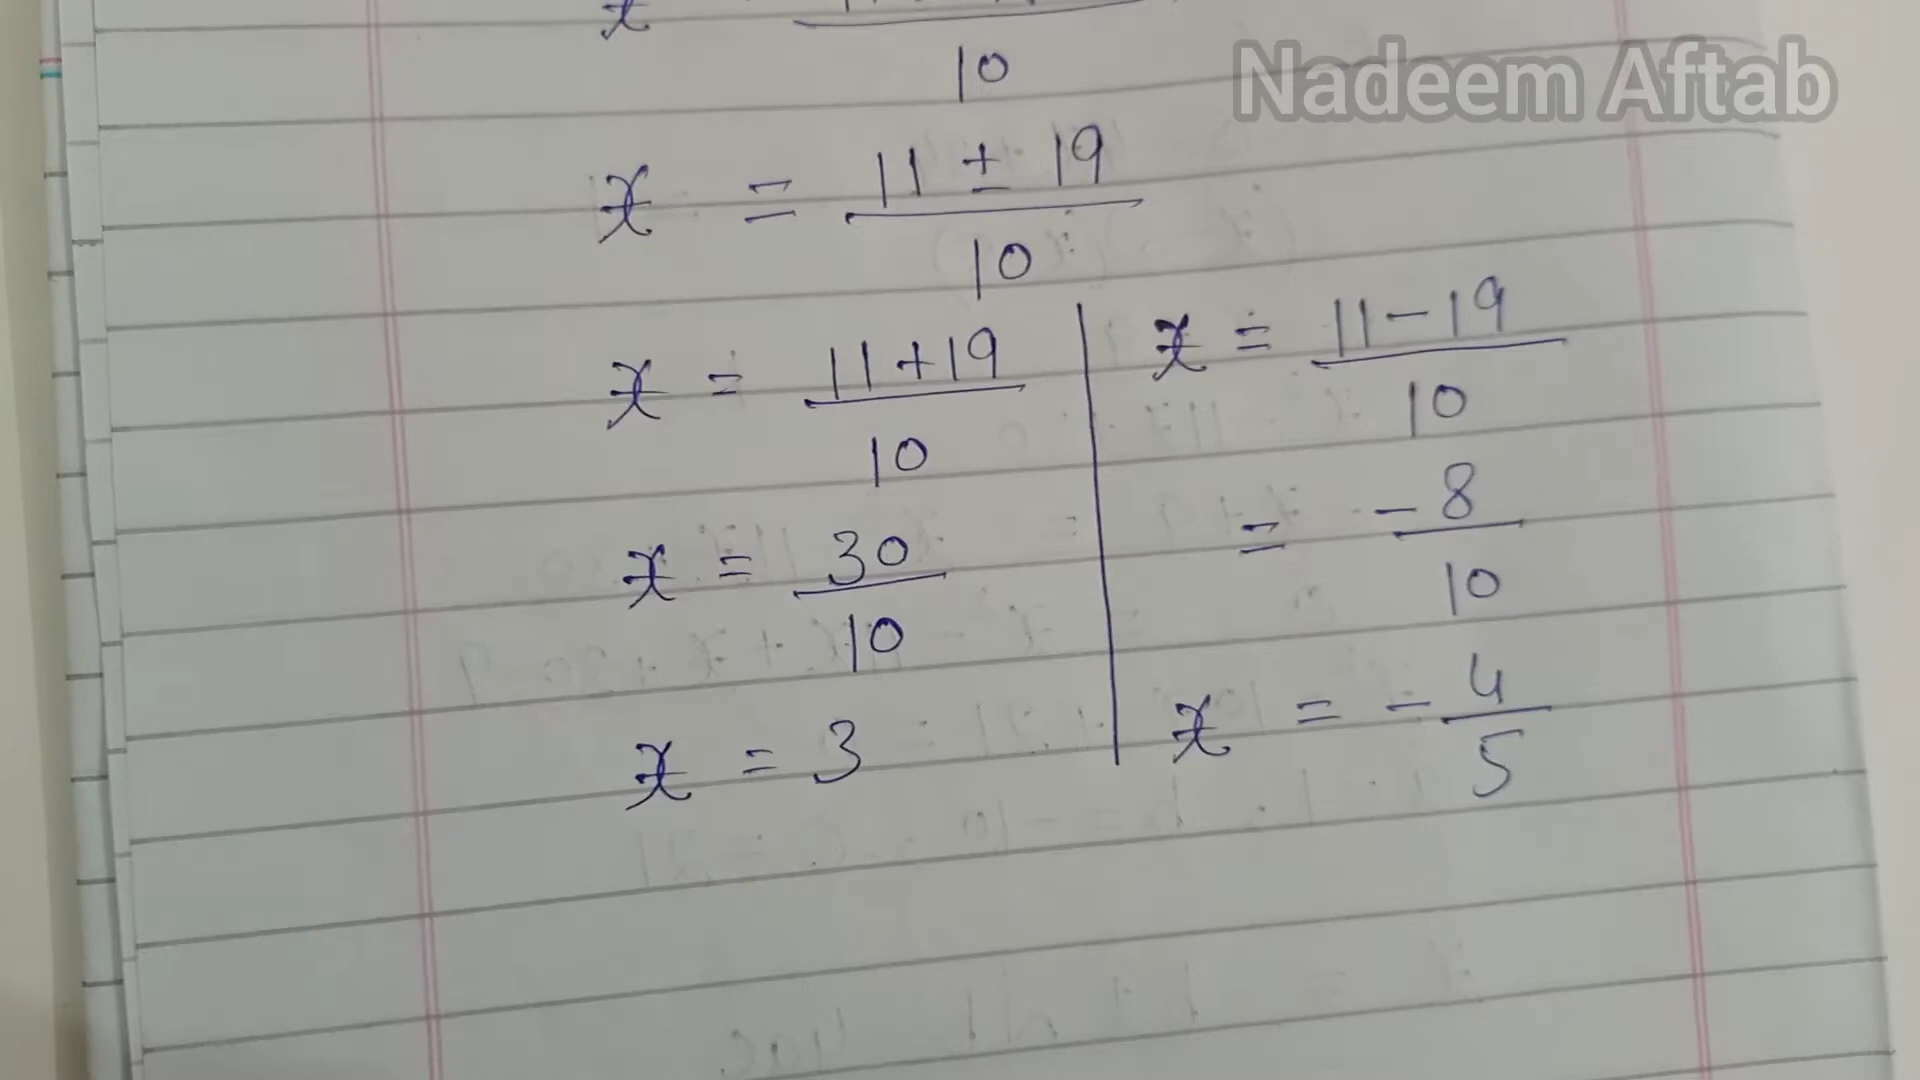 Nadeem Aftab
x
10
x = 11 ± 19
10
x = 11 + 19
10
x = 30
10
x = 3
x = 11 - 19
10
= - 8
10
x = - 4
5